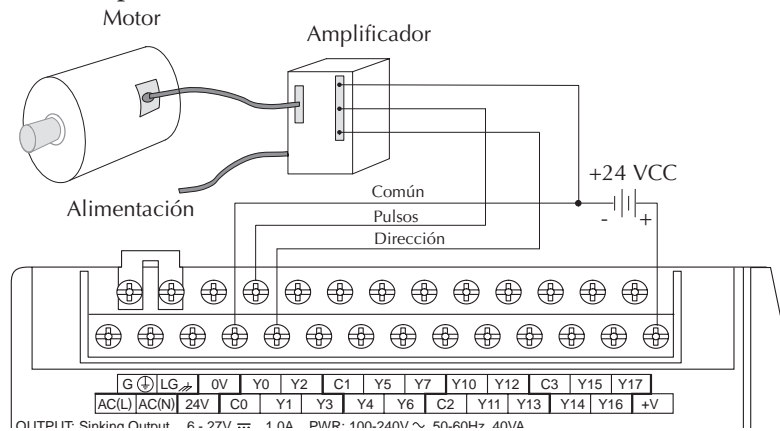 Motor
Amplificador
+24 VCC
- +
Común
Alimentación
Pulsos
Dirección
G LG 0V Y0 Y2 C1 Y5 Y7 Y10 Y12 C3 Y15 Y17
AC(L) AC(N) 24V C0 Y1 Y3 Y4 Y6 C2 Y11 Y13 Y14 Y16 +V
OUTPUT: Sinking Output 6 - 27V ⎓ 1.0A PWR: 100-240V ~ 50-60Hz 40VA